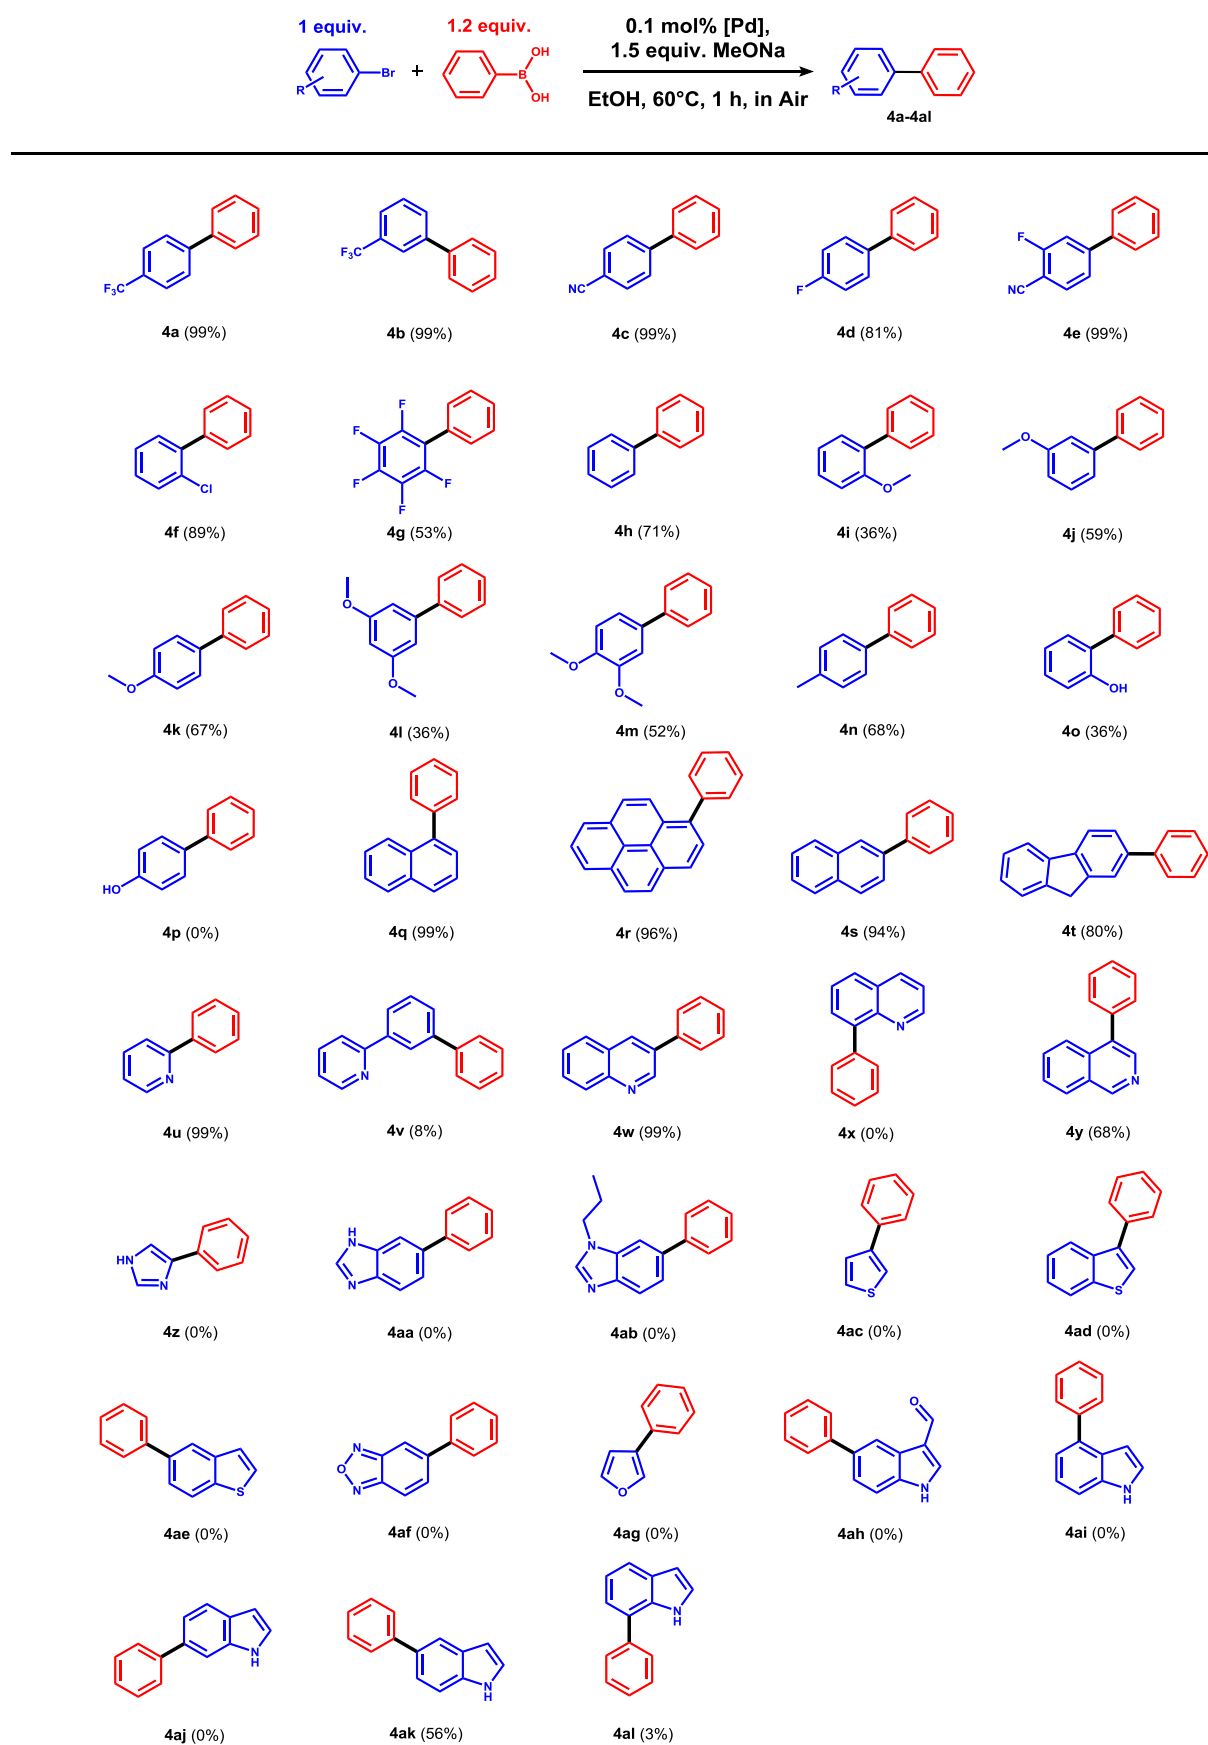 1 equiv.
1.2 equiv.
0.1 mol% [Pd],
1.5 equiv. MeONa
EtOH, 60°C, 1 h, in Air
R
Br
+
B
OH
OH
R
4a-4al
F3C
F3C
NC
F
F
NC
4a (99%)
4b (99%)
4c (99%)
4d (81%)
4e (99%)
Cl
F
F
F
F
F
O
O
4f (89%)
4g (53%)
4h (71%)
4i (36%)
4j (59%)
O
O
O
O
O
OH
4k (67%)
4l (36%)
4m (52%)
4n (68%)
4o (36%)
HO
4p (0%)
4q (99%)
4r (96%)
4s (94%)
4t (80%)
N
N
N
N
N
4u (99%)
4v (8%)
4w (99%)
4x (0%)
4y (68%)
HN
N
H
N
N
N
N
S
S
4z (0%)
4aa (0%)
4ab (0%)
4ac (0%)
4ad (0%)
S
N
O
N
O
O
N
H
N
H
4ae (0%)
4af (0%)
4ag (0%)
4ah (0%)
4ai (0%)
N
H
N
H
N
H
4aj (0%)
4ak (56%)
4al (3%)